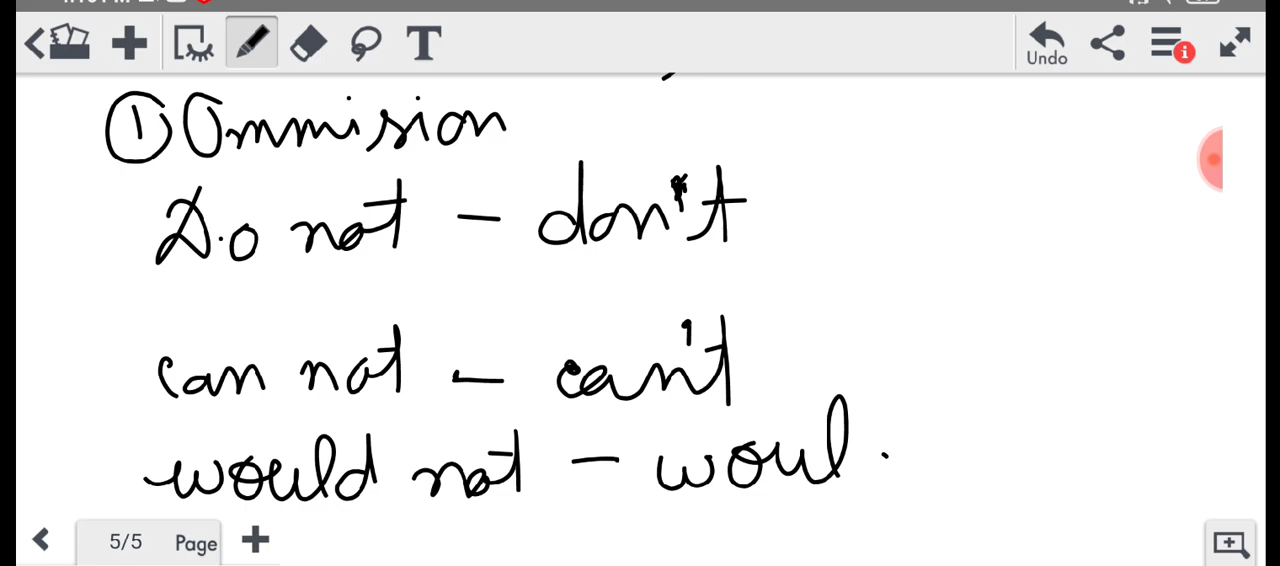 Undo
① Ommision
Do not - don't
can not - can't
would not - woul
5/5 Page